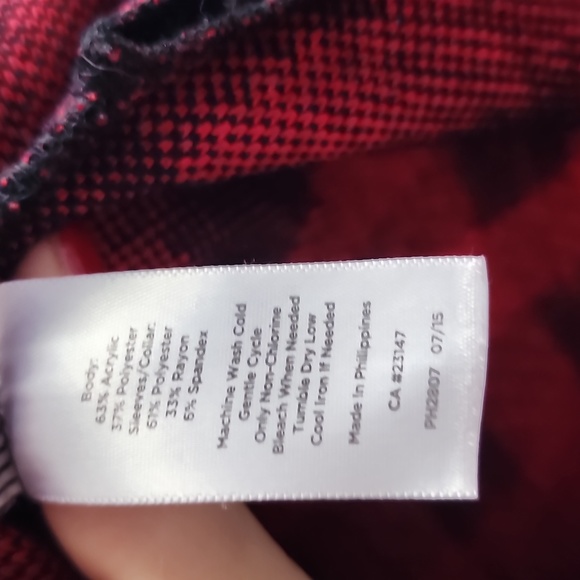 Body:
63% Acrylic
37% Polyester
Sleeves/Collar:
61% Polyester
33% Rayon
6% Spandex
Machine Wash Cold
Gentle Cycle
Only Non-Chlorine
Bleach When Needed
Tumble Dry Low
Cool Iron If Needed
Made In Philippines
CA #23147
PH2807 07/15